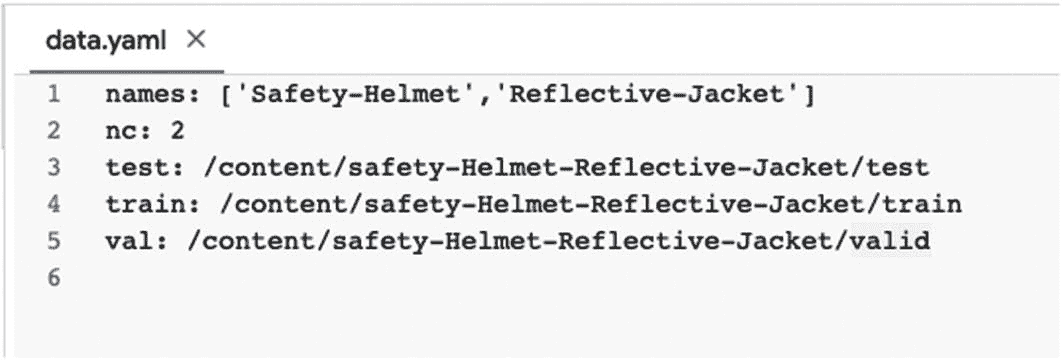 data.yaml ×
1 names: ['Safety-Helmet','Reflective-Jacket']
2 nc: 2
3 test: /content/safety-Helmet-Reflective-Jacket/test
4 train: /content/safety-Helmet-Reflective-Jacket/train
5 val: /content/safety-Helmet-Reflective-Jacket/valid
6